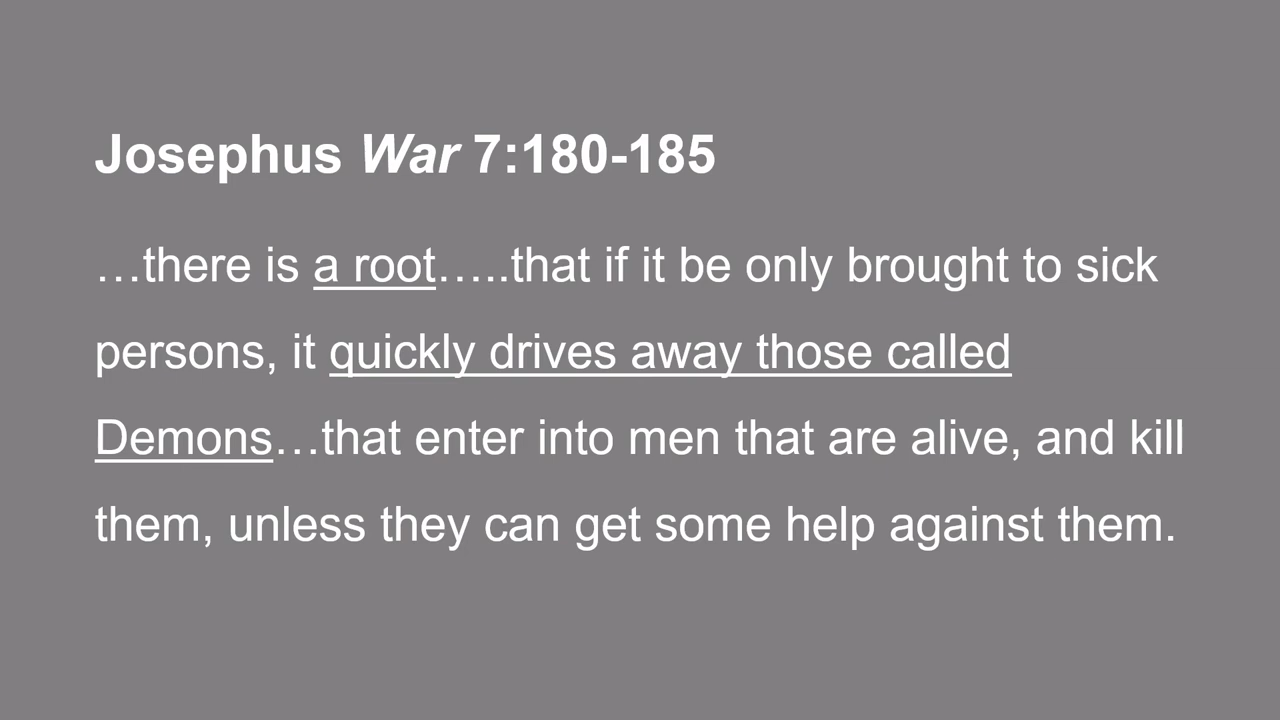 Josephus War 7:180-185
…there is a root…..that if it be only brought to sick
persons, it quickly drives away those called
Demons…that enter into men that are alive, and kill
them, unless they can get some help against them.